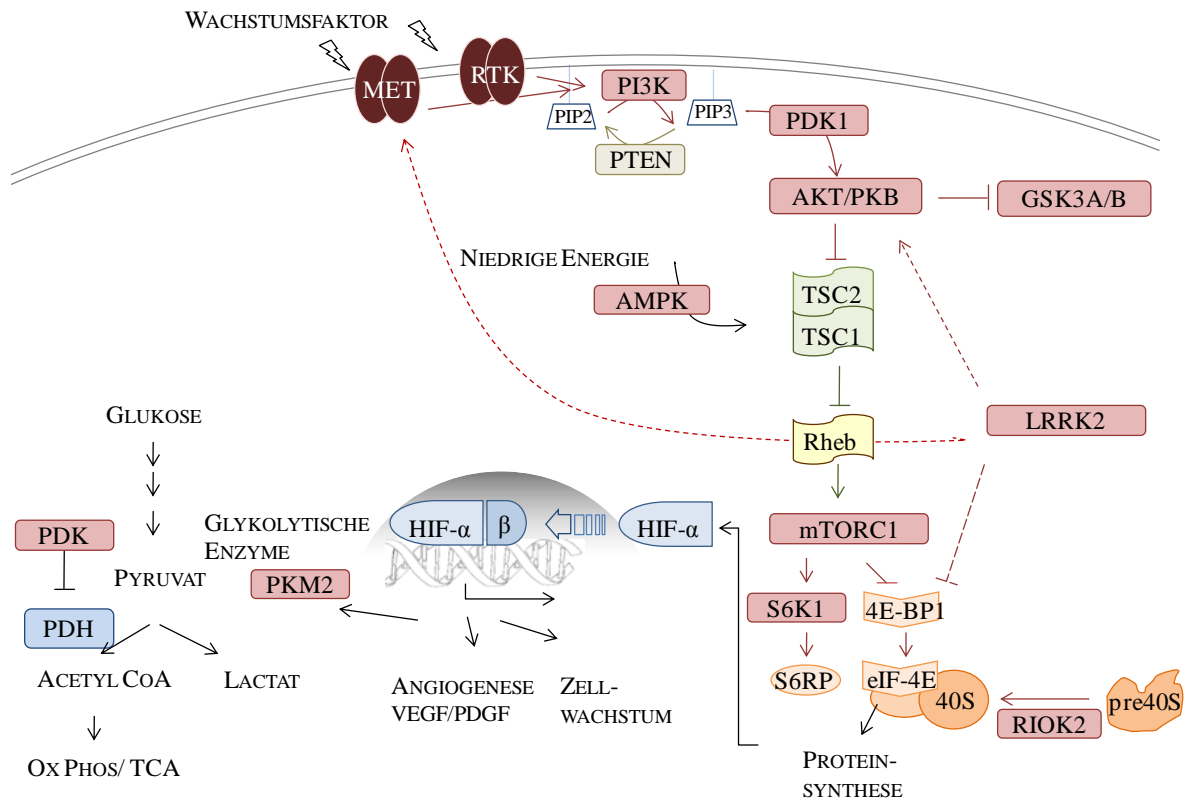 WACHSTUMSFAKTOR
MET
RTK
PIP2
PI3K
PTEN
PIP3
PDK1
AKT/PKB
GSK3A/B
NIEDRIGE ENERGIE
AMPK
TSC2
TSC1
LRRK2
Rheb
GLUKOSE
PDK
PYRUVAT
PDH
ACETYL COA
LACTAT
OX PHOS/ TCA
GLYKOLYTISCHE
ENZYME
PKM2
HIF-α
β
HIF-α
ANGIOGENESE
VEGF/PDGF
ZELL-
WACHSTUM
mTORC1
S6K1
4E-BP1
S6RP
eIF-4E
40S
pre40S
RIOK2
PROTEIN-
SYNTHESE